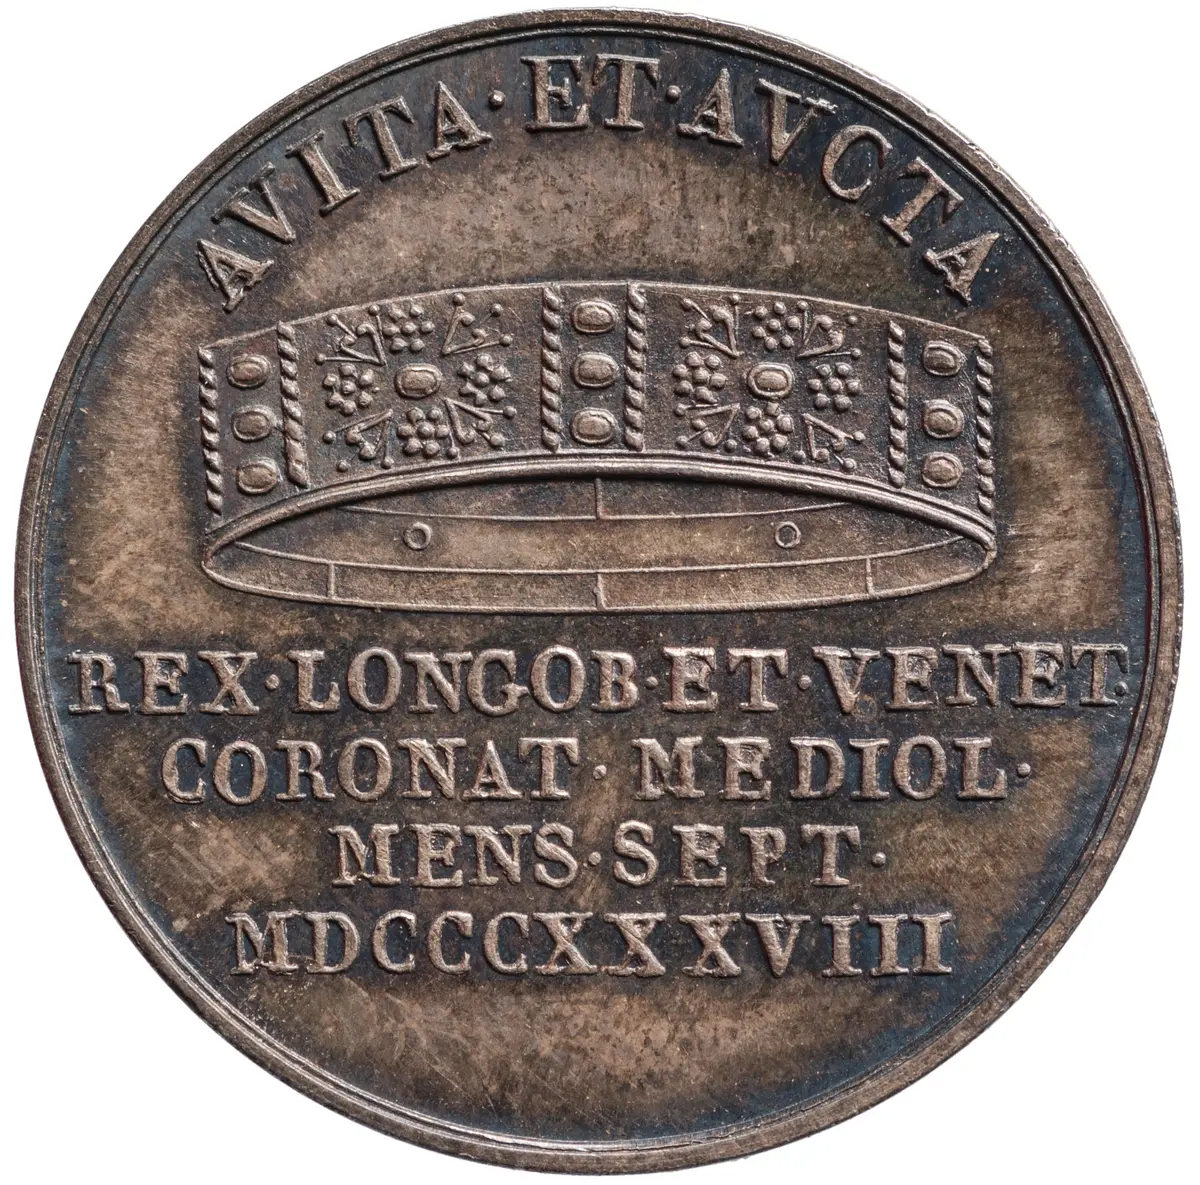 AVITA · ET · AVCTA
REX · LONGOB · ET · VENET ·
CORONAT · MEDIOL ·
MENS · SEPT ·
MDCCCXXXVIII